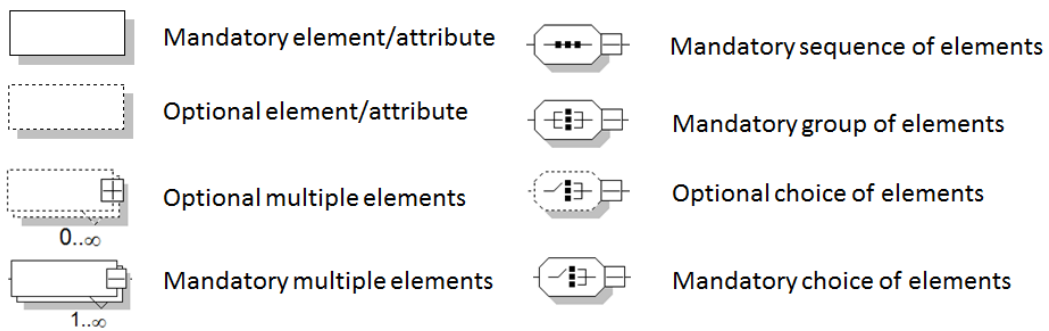 Mandatory element/attribute
Optional element/attribute
Optional multiple elements
0..∞
Mandatory multiple elements
1..∞
Mandatory sequence of elements
Mandatory group of elements
Optional choice of elements
Mandatory choice of elements